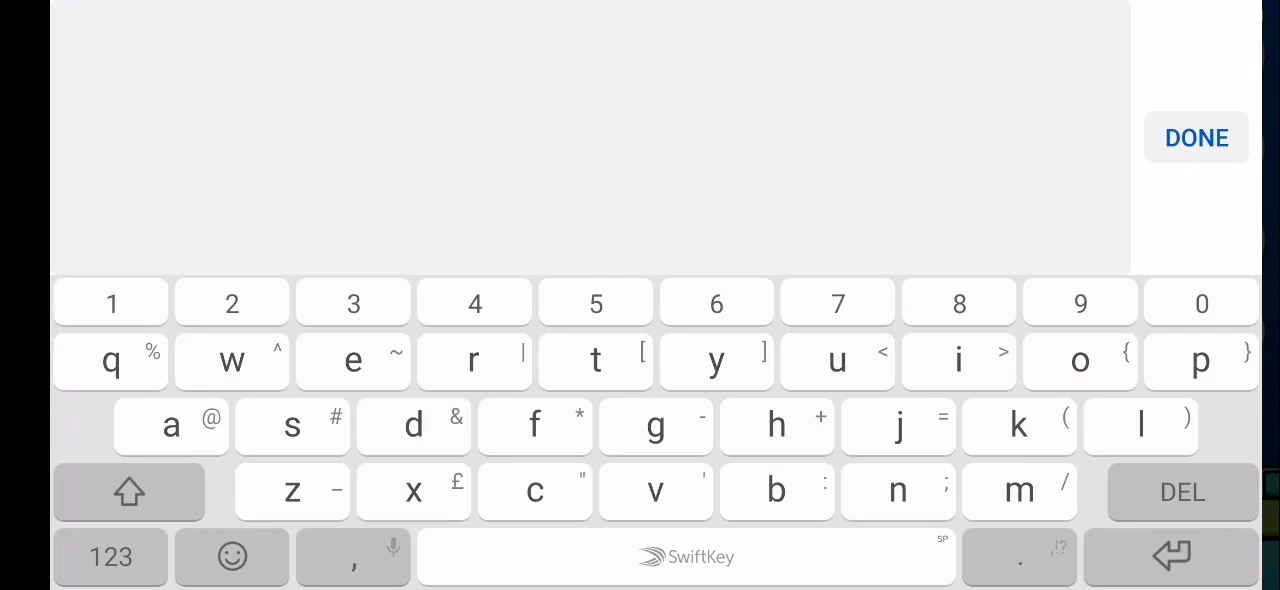 DONE
1 2 3 4 5 6 7 8 9 0
q % w ^ e ~ r | t [ y ] u < i > o { p }
a @ s # d & f * g - h + j = k ( l )
z _ x £ c " v ' b : n ; m / DEL
123 , SwiftKey SP . ,!?